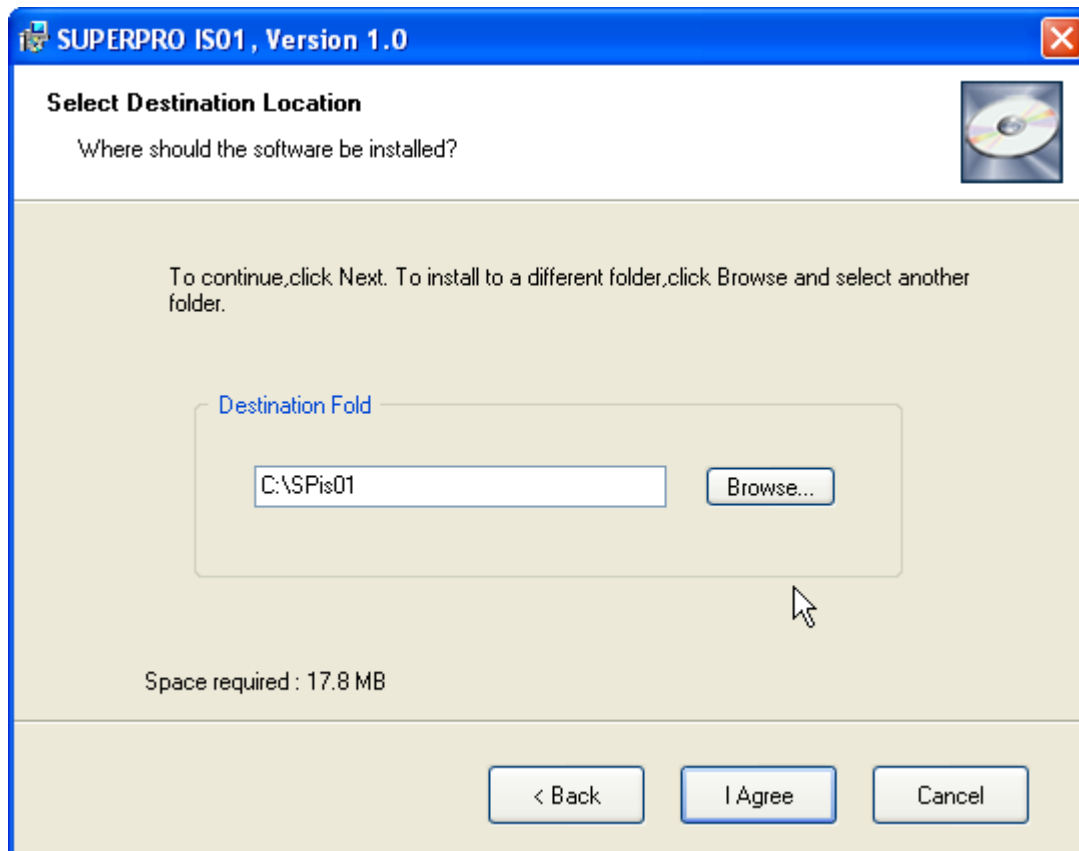 SUPERPRO IS01, Version 1.0
Select Destination Location
Where should the software be installed?
To continue,click Next. To install to a different folder,click Browse and select another
folder.
Destination Fold
C:\SPis01
Browse...
Space required : 17.8 MB
< Back
I Agree
Cancel